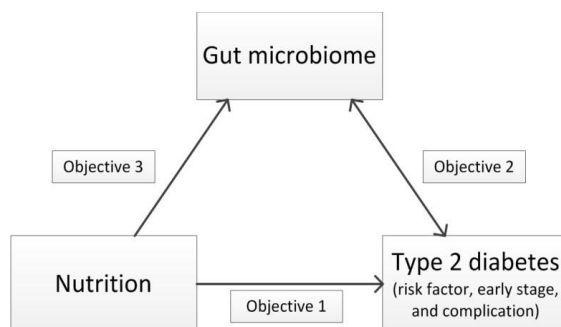 Gut microbiome
Objective 3
Objective 2
Nutrition
Objective 1
Type 2 diabetes
(risk factor, early stage,
and complication)